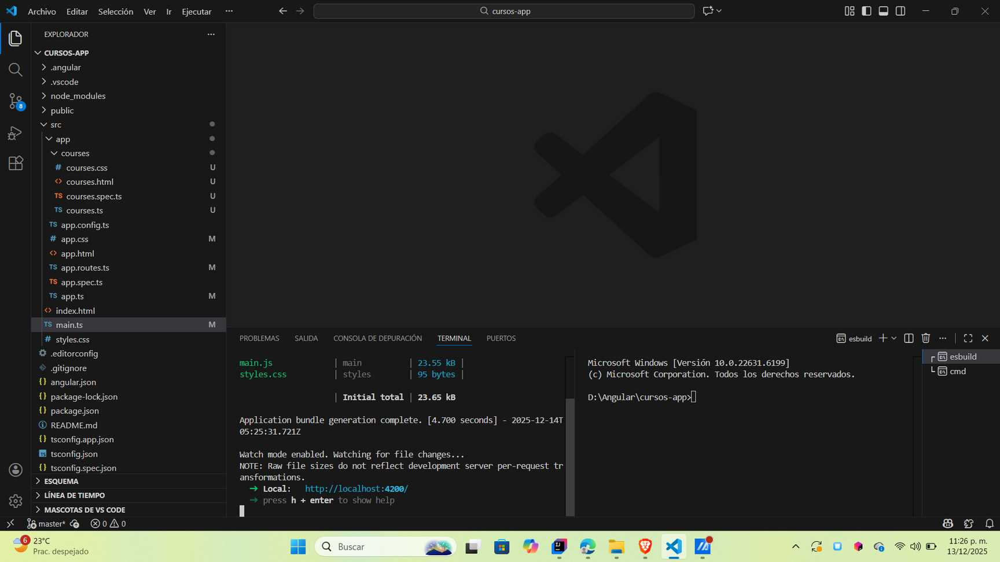 Archivo Editar Selección Ver Ir Ejecutar ··· cursos-app
EXPLORADOR
CURSOS-APP
.angular
.vscode
node_modules
public
8
src
app
courses
courses.css U
courses.html U
courses.spec.ts U
courses.ts U
app.config.ts
app.css M
app.html
app.routes.ts M
app.spec.ts
app.ts M
index.html
main.ts M
styles.css
.editorconfig
.gitignore
angular.json
package-lock.json
package.json
README.md
tsconfig.app.json
tsconfig.json
tsconfig.spec.json
ESQUEMA
LÍNEA DE TIEMPO
MASCOTAS DE VS CODE
PROBLEMAS SALIDA CONSOLA DE DEPURACIÓN TERMINAL PUERTOS esbuild
main.js | main | 23.55 kB |
styles.css | styles | 95 bytes |
| Initial total | 23.65 kB
Application bundle generation complete. [4.700 seconds] - 2025-12-14T
05:25:31.721Z
Watch mode enabled. Watching for file changes...
NOTE: Raw file sizes do not reflect development server per-request tr
ansformations.
➜ Local: http://localhost:4200/
➜ press h + enter to show help
Microsoft Windows [Versión 10.0.22631.6199]
(c) Microsoft Corporation. Todos los derechos reservados.
D:\Angular\cursos-app>
esbuild
cmd
master* 0 0
6
23°C
Prac. despejado
Buscar
11:26 p. m.
13/12/2025